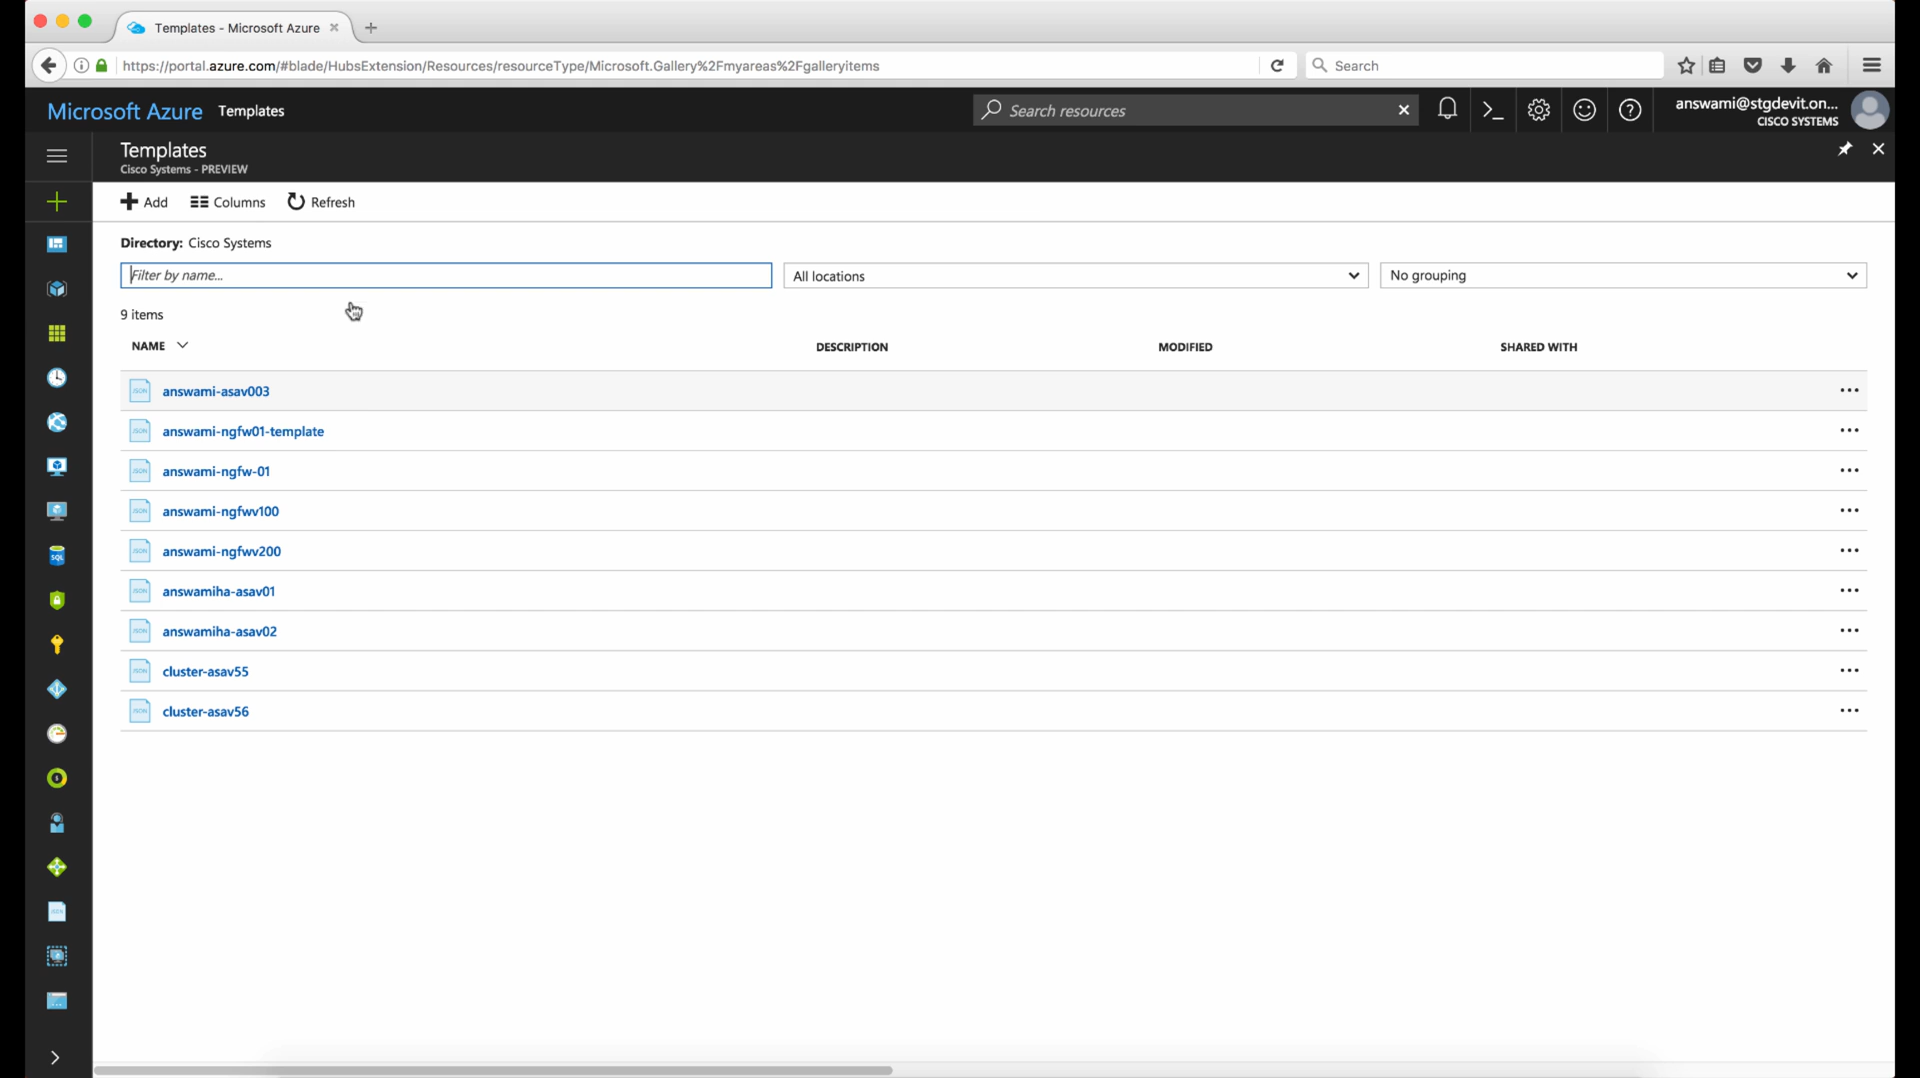 Templates - Microsoft Azure
https://portal.azure.com/#blade/HubsExtension/Resources/resourceType/Microsoft.Gallery%2Fmyareas%2Fgalleryitems
Search
Microsoft Azure Templates
Search resources
answami@stgdevit.on...
CISCO SYSTEMS
Templates
Cisco Systems - PREVIEW
Add Columns Refresh
Directory: Cisco Systems
Filter by name...
All locations
No grouping
9 items
NAME DESCRIPTION MODIFIED SHARED WITH
answami-asav003
answami-ngfw01-template
answami-ngfw-01
answami-ngfwv100
answami-ngfwv200
answamiha-asav01
answamiha-asav02
cluster-asav55
cluster-asav56
SQL